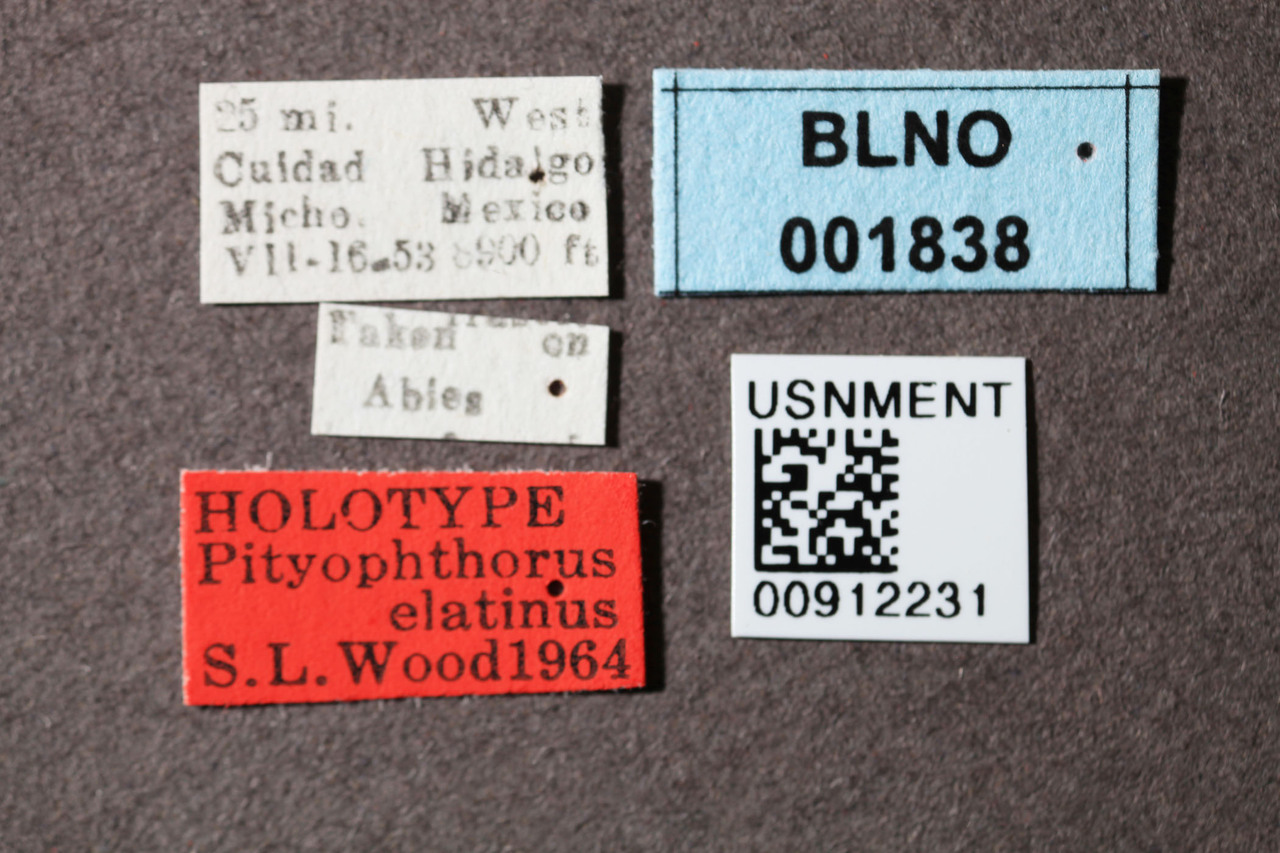 25 mi. West
Cuidad Hidalgo
Micho. Mexico
VII-16-53 8900 ft
BLNO
001838
Taken on
Abies
USNMENT
00912231
HOLOTYPE
Pityophthorus
elatinus
S.L.Wood1964